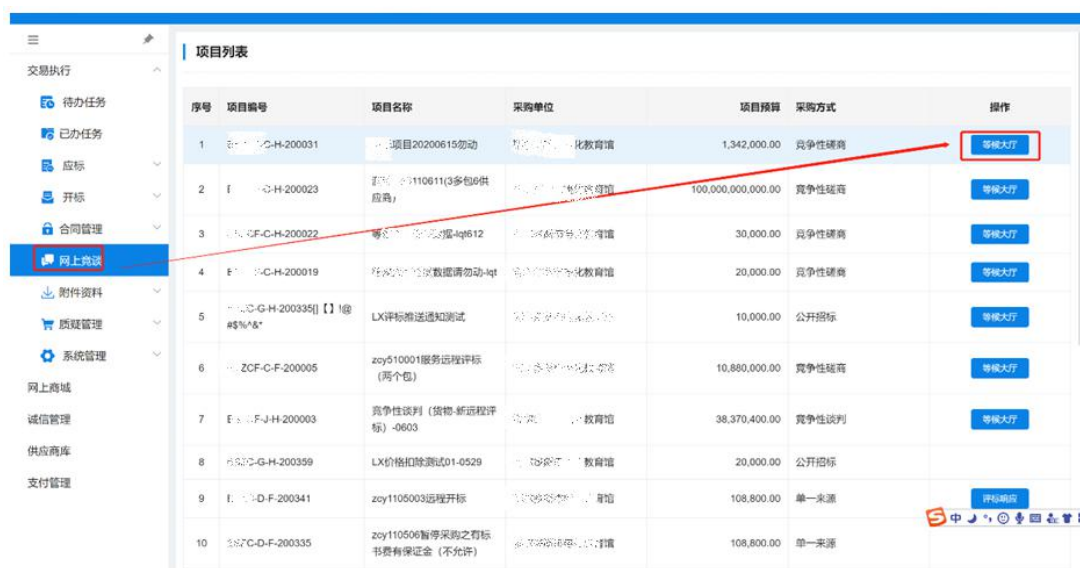 项目列表
交易执行
待办任务
已办任务
应标
开标
合同管理
网上竞谈
附件资料
质疑管理
系统管理
网上商城
诚信管理
供应商库
支付管理
序号 项目编号 项目名称 采购单位 项目预算 采购方式 操作
1 C-H-200031 项目20200615勿动 化教育馆 1,342,000.00 竞争性磋商 等候大厅
2 C-H-200023 110611(3多包6供 100,000,000,000.00 竞争性磋商 等候大厅
应商)
3 CF-C-H-200022 据-lqt612 30,000.00 竞争性磋商 等候大厅
4 C-H-200019 数据请勿动-lqt 化教育馆 20,000.00 竞争性磋商 等候大厅
5 C-G-H-200335[]【】!@ LX评标推送通知测试 10,000.00 公开招标 等候大厅
#$%^&*
6 ZCF-C-F-200005 zcy510001服务远程评标 10,880,000.00 竞争性磋商 等候大厅
（两个包）
7 F-J-H-200003 竞争性谈判（货物-新远程评 教育馆 38,370,400.00 竞争性谈判 等候大厅
标）-0603
8 C-G-H-200359 LX价格扣除测试01-0529 教育馆 20,000.00 公开招标
9 -D-F-200341 zcy1105003远程开标 108,800.00 单一来源 评标响应
10 C-D-F-200335 zcy110506暂停采购之有标 108,800.00 单一来源
书费有保证金（不允许）
中